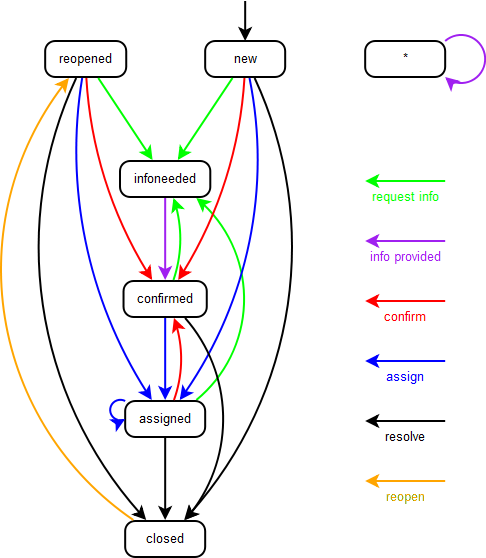 reopened
new
*
infoneeded
request info
info provided
confirmed
confirm
assign
assigned
resolve
reopen
closed